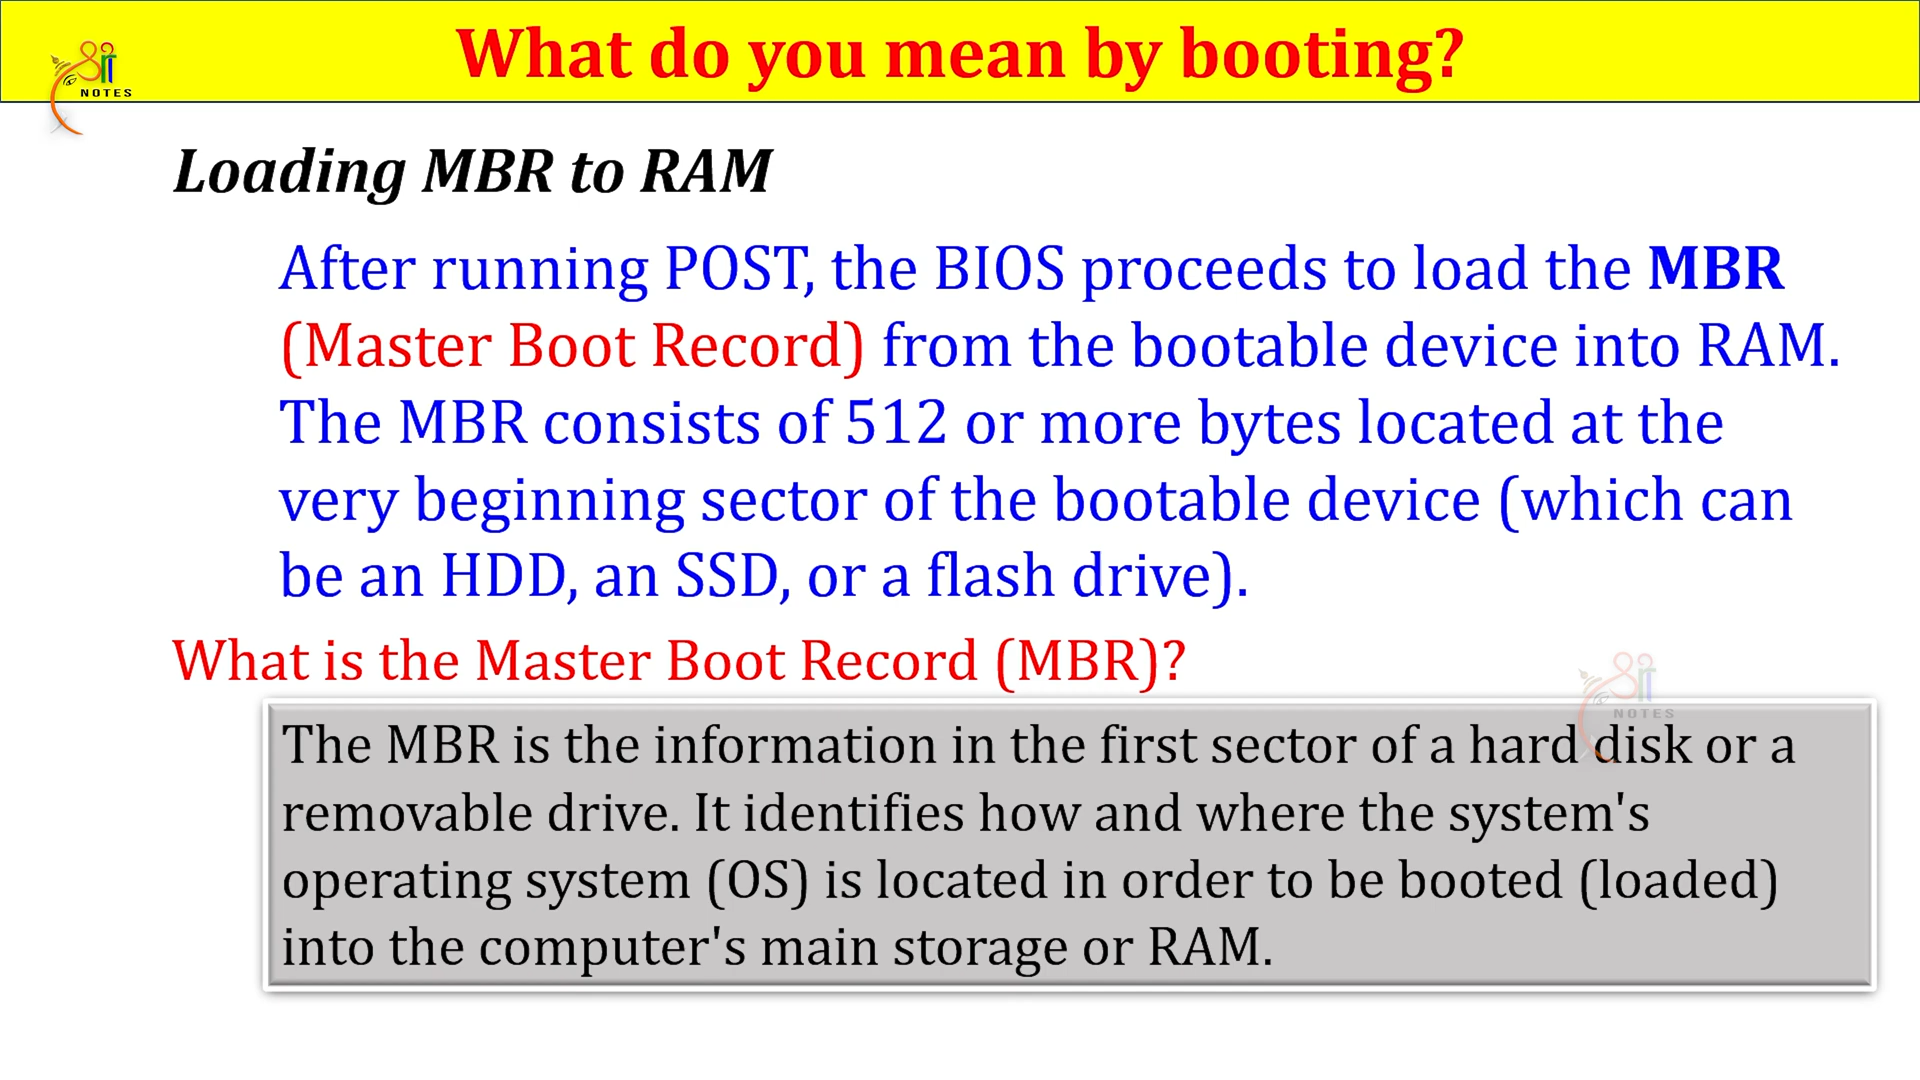 What do you mean by booting?
Srii
NOTES
Loading MBR to RAM
After running POST, the BIOS proceeds to load the MBR
(Master Boot Record) from the bootable device into RAM.
The MBR consists of 512 or more bytes located at the
very beginning sector of the bootable device (which can
be an HDD, an SSD, or a flash drive).
What is the Master Boot Record (MBR)?
NOTES
The MBR is the information in the first sector of a hard disk or a
removable drive. It identifies how and where the system's
operating system (OS) is located in order to be booted (loaded)
into the computer's main storage or RAM.